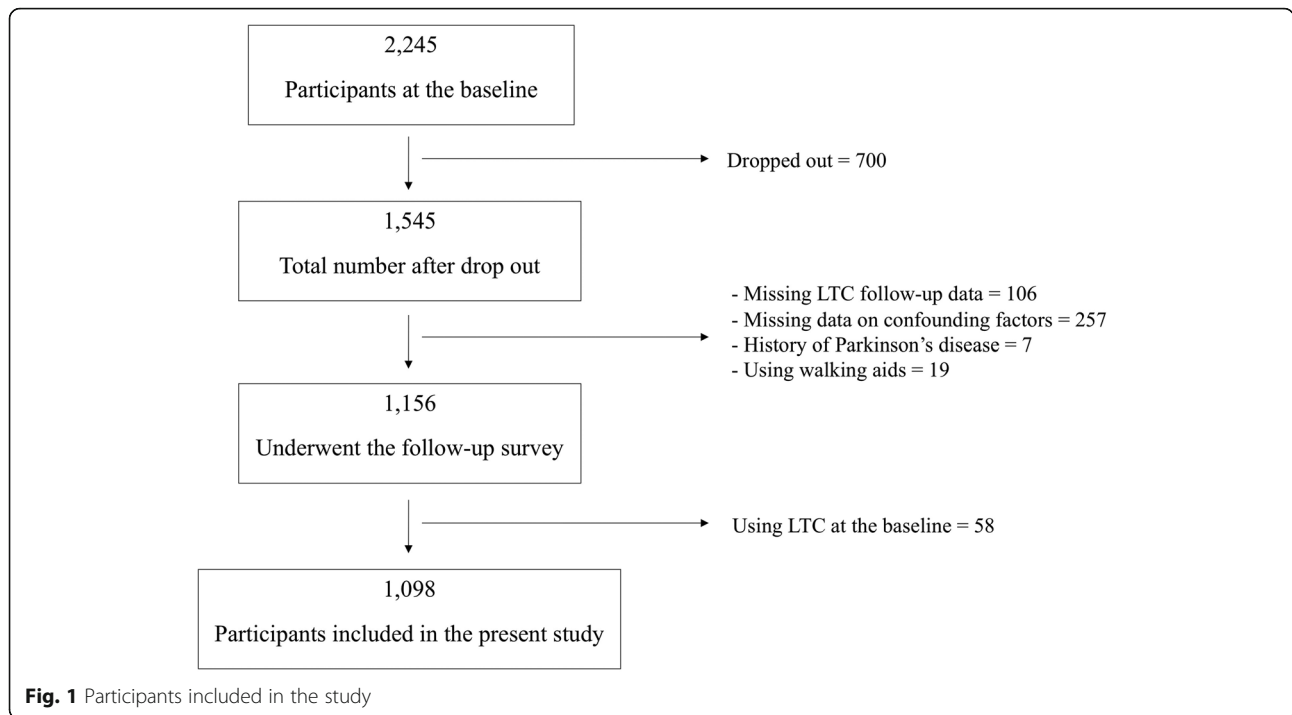 2,245
Participants at the baseline
Dropped out = 700
1,545
Total number after drop out
- Missing LTC follow-up data = 106
- Missing data on confounding factors = 257
- History of Parkinson's disease = 7
- Using walking aids = 19
1,156
Underwent the follow-up survey
Using LTC at the baseline = 58
1,098
Participants included in the present study
Fig. 1 Participants included in the study